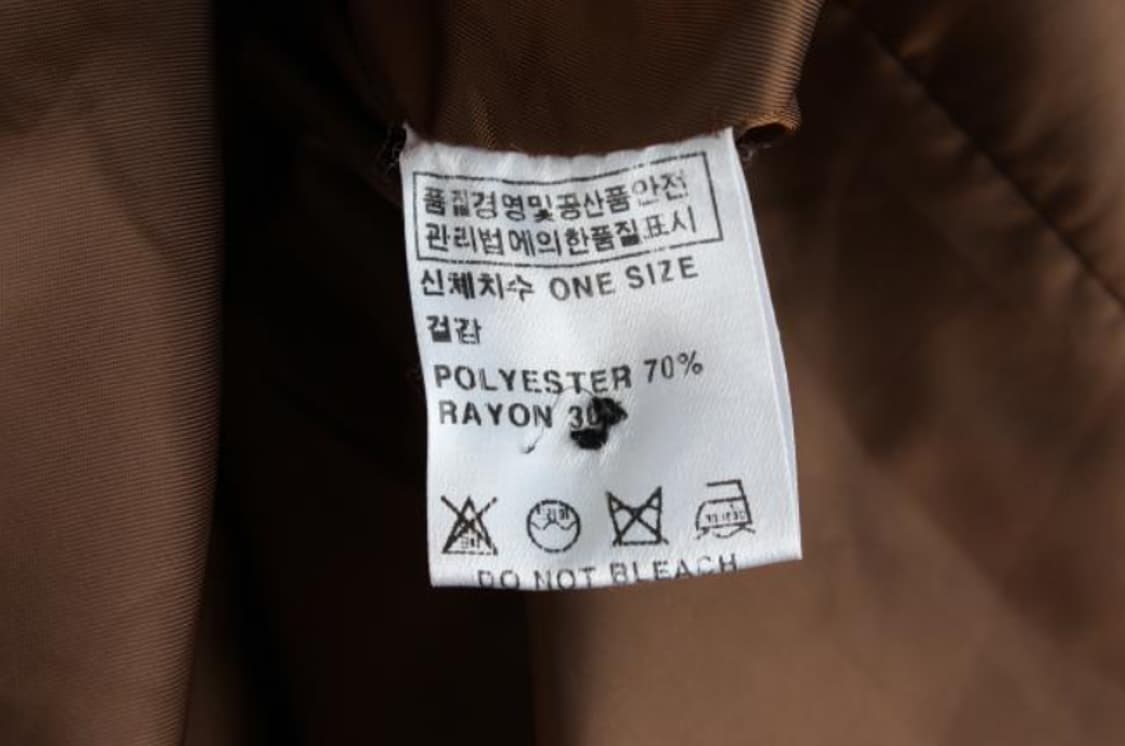 품질경영및공산품안전
관리법에의한품질표시
신체치수 ONE SIZE
겉감
POLYESTER 70%
RAYON 30%
DO NOT BLEACH